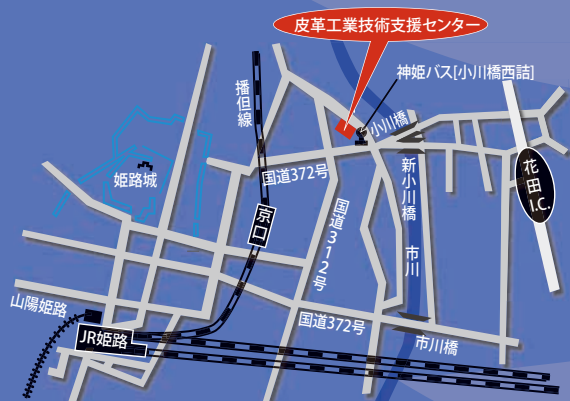 皮革工業技術支援センター
神姫バス[小川橋西詰]
播但線
小川橋
姫路城
国道372号
新小川橋
花田
I.C.
京口
国道312号
市川
山陽姫路
国道372号
JR姫路
市川橋